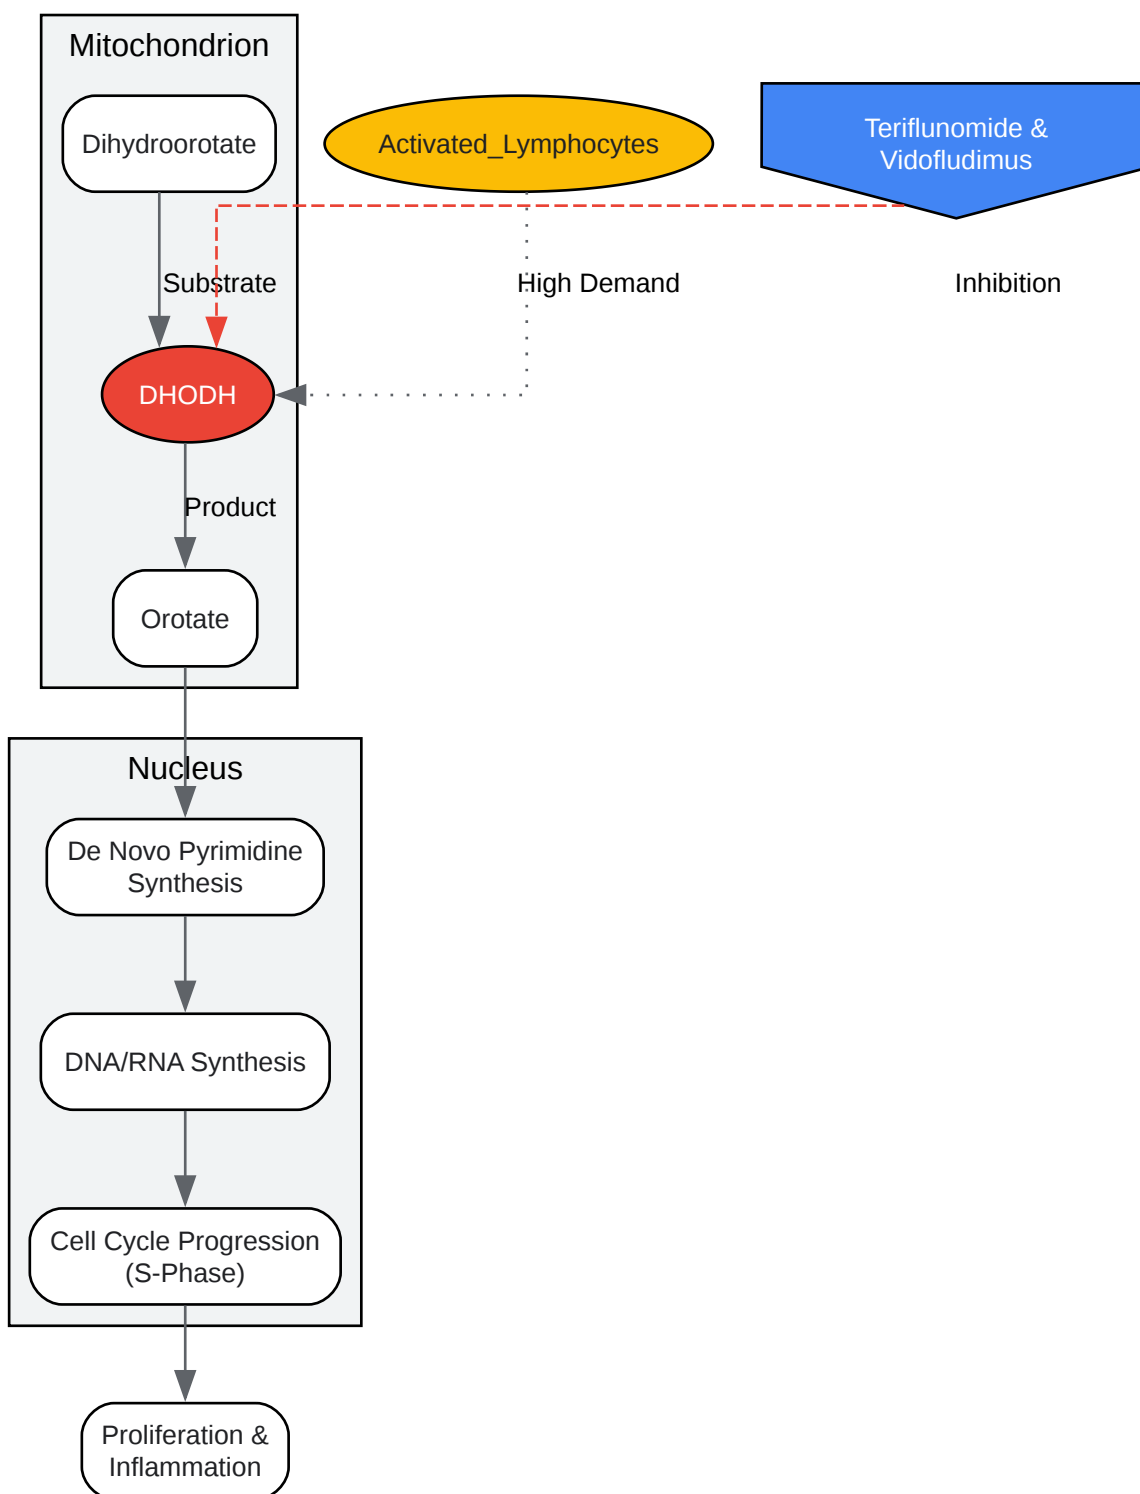 Mitochondrion
Dihydroorotate
Activated_Lymphocytes
Teriflunomide &
Vidofludimus
Substrate
High Demand
Inhibition
DHODH
Product
Orotate
Nucleus
De Novo Pyrimidine
Synthesis
DNA/RNA Synthesis
Cell Cycle Progression
(S-Phase)
Proliferation &
Inflammation